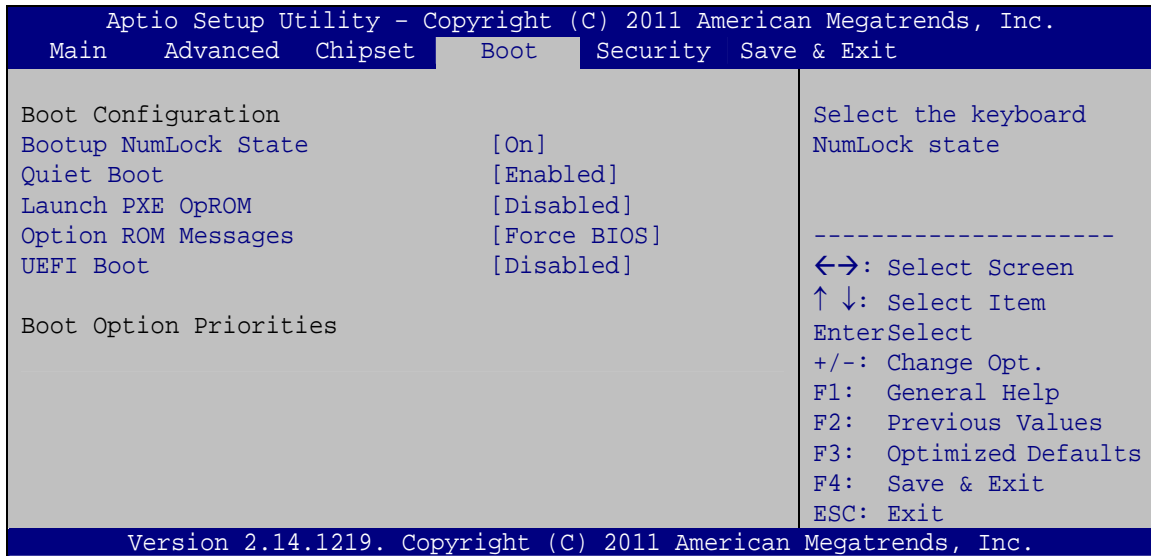 Aptio Setup Utility – Copyright (C) 2011 American Megatrends, Inc.
Main Advanced Chipset Boot Security Save & Exit
Boot Configuration
Bootup NumLock State [On]
Quiet Boot [Enabled]
Launch PXE OpROM [Disabled]
Option ROM Messages [Force BIOS]
UEFI Boot [Disabled]
Boot Option Priorities
Select the keyboard
NumLock state
---------------------
←→: Select Screen
↑ ↓: Select Item
EnterSelect
+/-: Change Opt.
F1: General Help
F2: Previous Values
F3: Optimized Defaults
F4: Save & Exit
ESC: Exit
Version 2.14.1219. Copyright (C) 2011 American Megatrends, Inc.